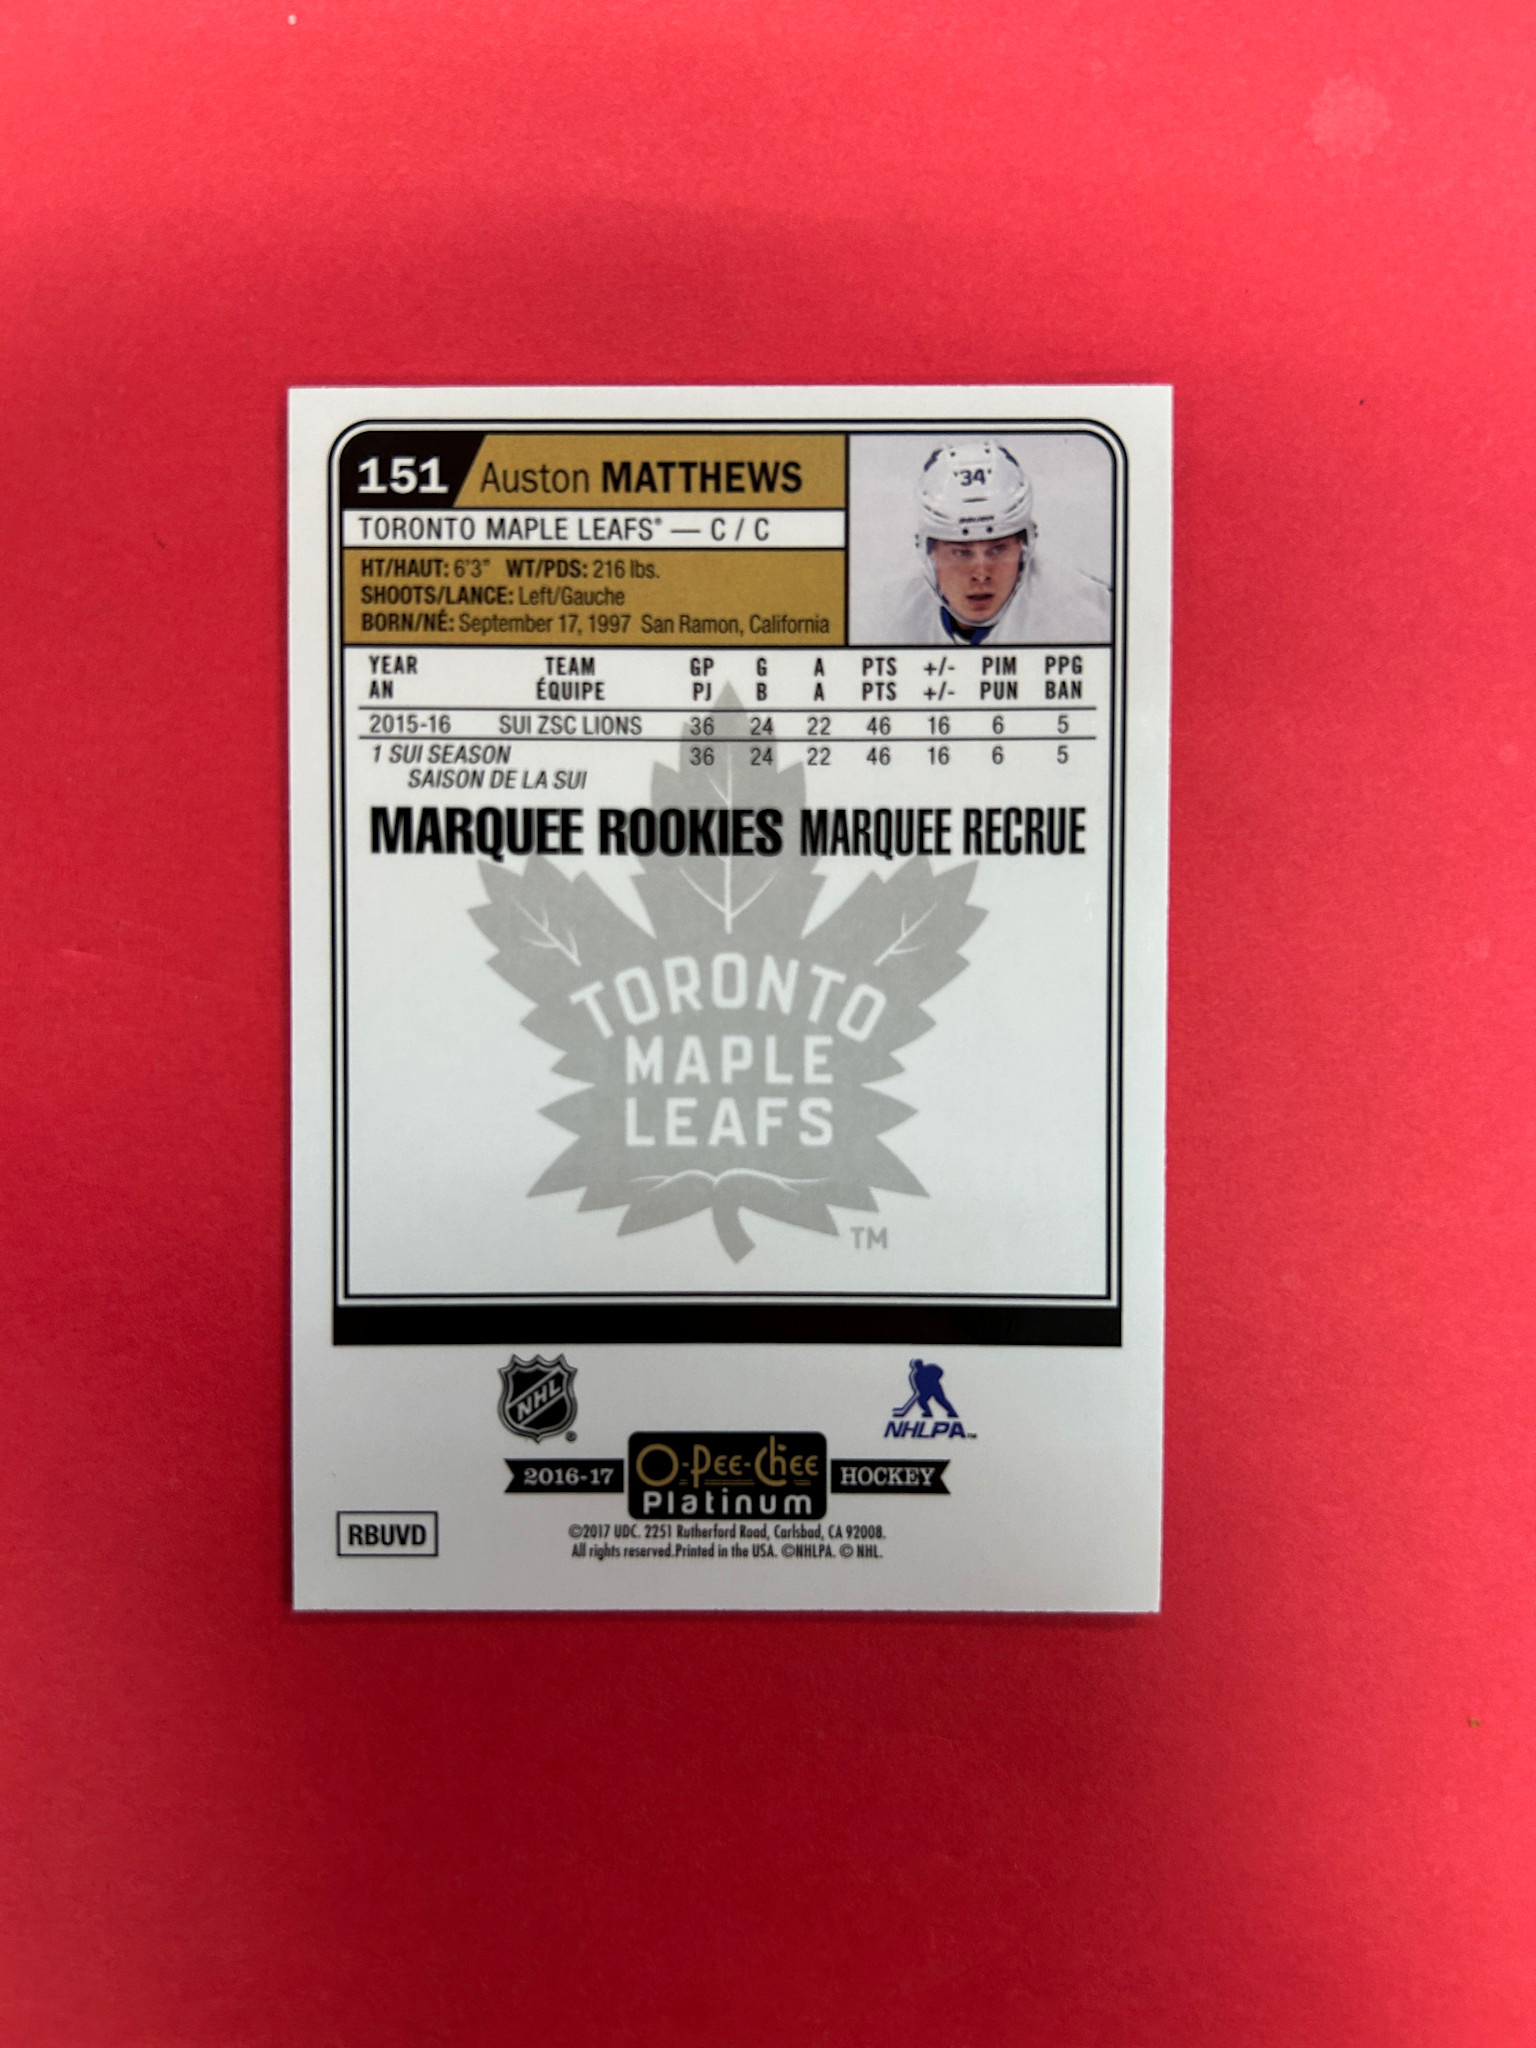 151 Auston MATTHEWS
TORONTO MAPLE LEAFS® — C / C
HT/HAUT: 6'3" WT/PDS: 216 lbs.
SHOOTS/LANCE: Left/Gauche
BORN/NÉ: September 17, 1997 San Ramon, California
34
BAUER
YEAR TEAM GP G A PTS +/- PIM PPG
AN ÉQUIPE PJ B A PTS +/- PUN BAN
2015-16 SUI ZSC LIONS 36 24 22 46 16 6 5
1 SUI SEASON 36 24 22 46 16 6 5
SAISON DE LA SUI
MARQUEE ROOKIES MARQUEE RECRUE
TORONTO
MAPLE
LEAFS
TM
NHL ®
NHLPA™
2016-17 O-Pee-Chee HOCKEY
Platinum
RBUVD
©2017 UDC. 2251 Rutherford Road, Carlsbad, CA 92008.
All rights reserved.Printed in the USA. ©NHLPA. © NHL.